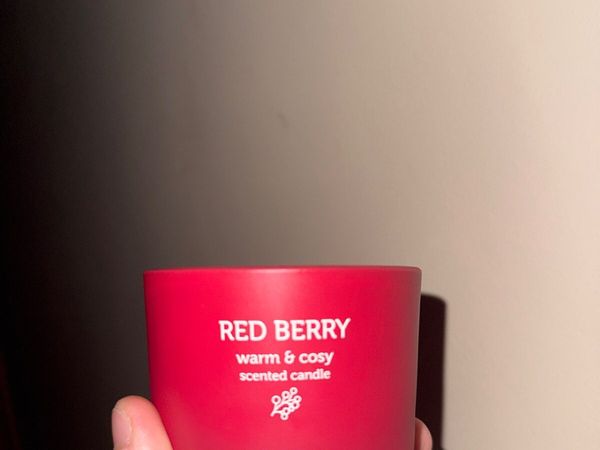 RED BERRY
warm & cosy
scented candle